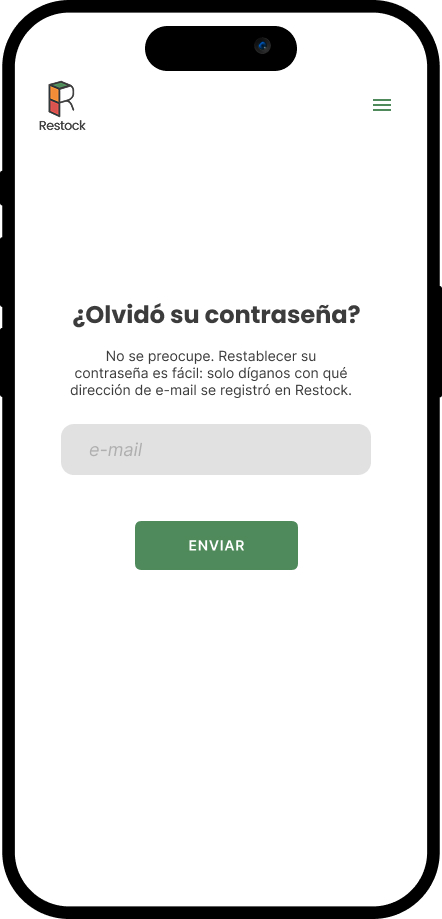 Restock
¿Olvidó su contraseña?
No se preocupe. Restablecer su
contraseña es fácil: solo díganos con qué
dirección de e-mail se registró en Restock.
e-mail
ENVIAR